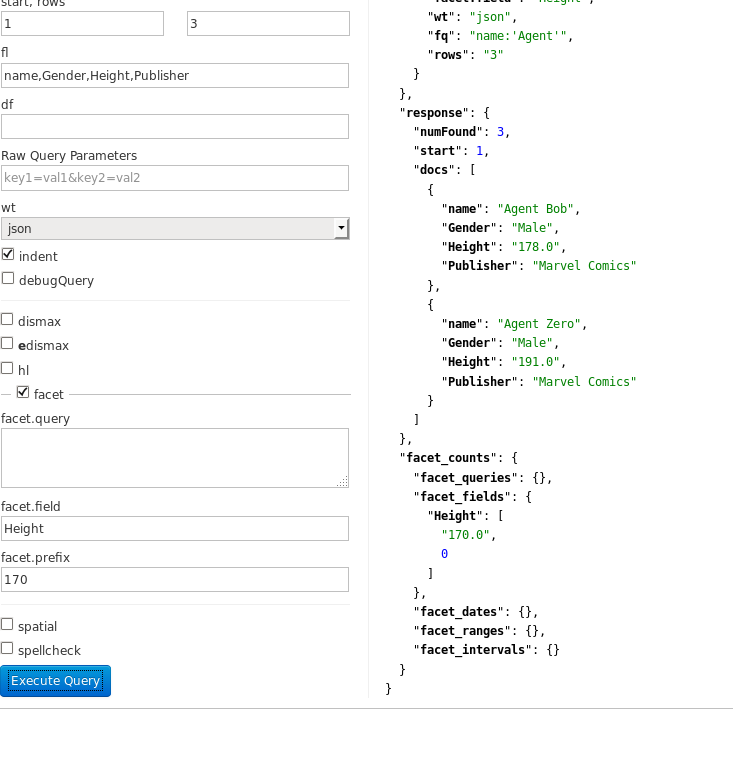 start, rows
1
3
fl
name,Gender,Height,Publisher
df
Raw Query Parameters
key1=val1&key2=val2
wt
json
indent
debugQuery
dismax
edismax
hl
facet
facet.query
facet.field
Height
facet.prefix
170
spatial
spellcheck
Execute Query
"facet.field": "Height",
"wt": "json",
"fq": "name:'Agent'",
"rows": "3"
}
},
"response": {
"numFound": 3,
"start": 1,
"docs": [
{
"name": "Agent Bob",
"Gender": "Male",
"Height": "178.0",
"Publisher": "Marvel Comics"
},
{
"name": "Agent Zero",
"Gender": "Male",
"Height": "191.0",
"Publisher": "Marvel Comics"
}
]
},
"facet_counts": {
"facet_queries": {},
"facet_fields": {
"Height": [
"170.0",
0
]
},
"facet_dates": {},
"facet_ranges": {},
"facet_intervals": {}
}
}